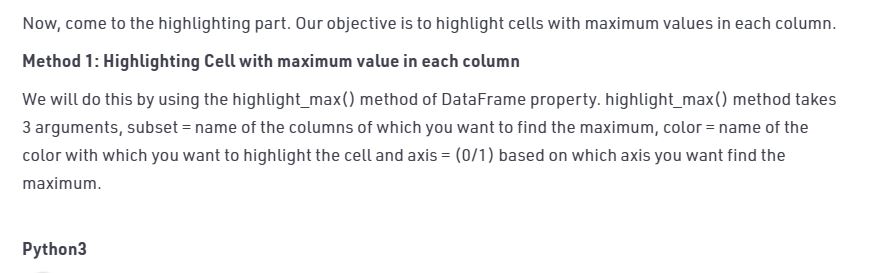 Now, come to the highlighting part. Our objective is to highlight cells with maximum values in each column.
Method 1: Highlighting Cell with maximum value in each column
We will do this by using the highlight_max() method of DataFrame property. highlight_max() method takes
3 arguments, subset = name of the columns of which you want to find the maximum, color = name of the
color with which you want to highlight the cell and axis = (0/1) based on which axis you want find the
maximum.
Python3